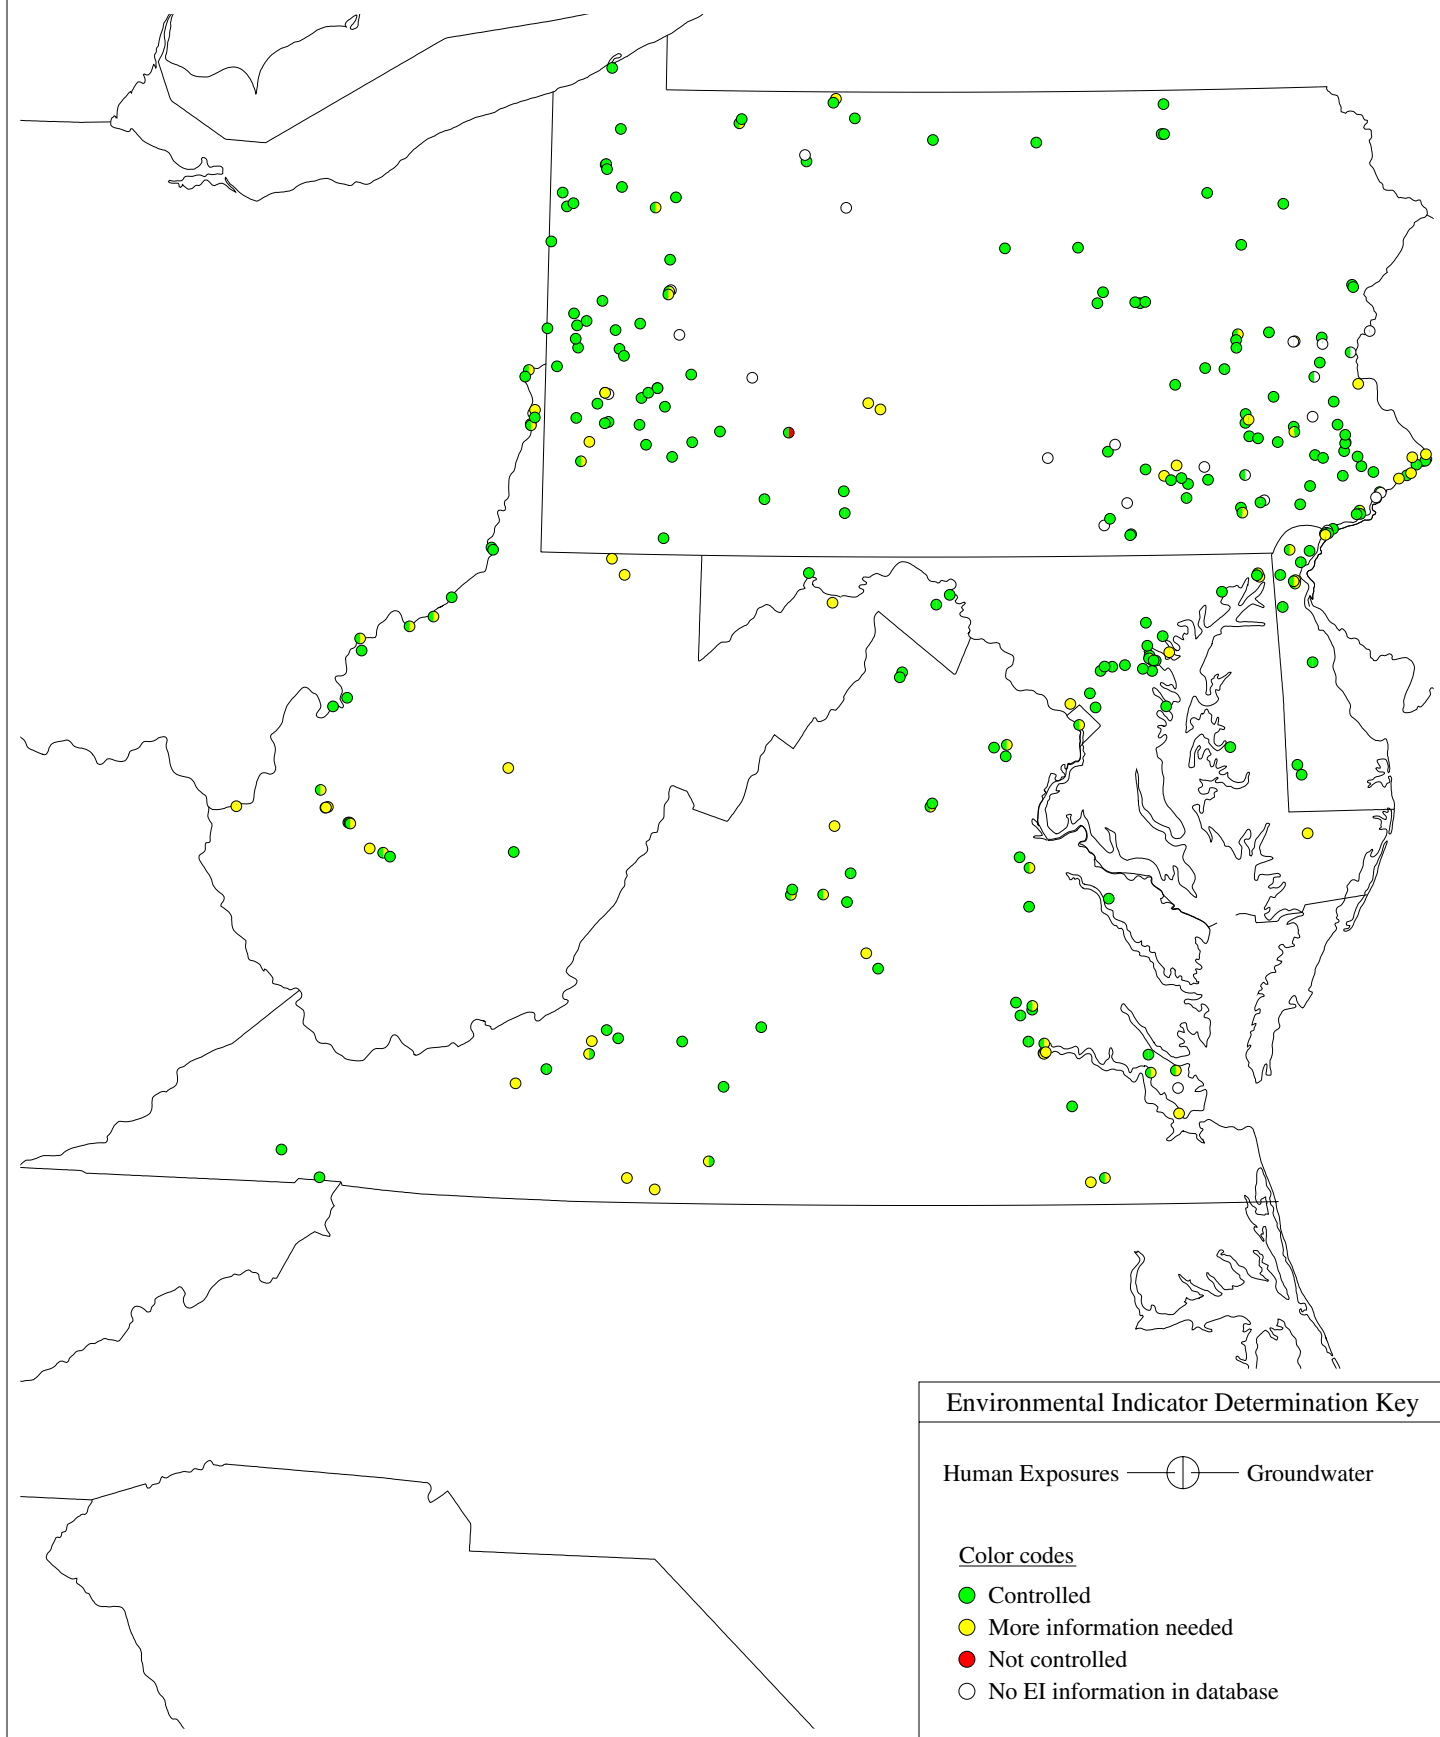 Environmental Indicator Determination Key
Human Exposures Groundwater
Color codes
Controlled
More information needed
Not controlled
No EI information in database